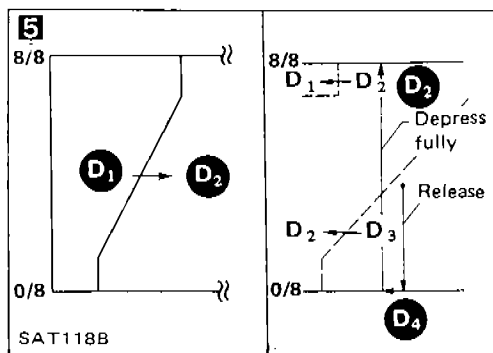 5
8/8
D1 → D2
0/8
SAT118B
8/8
D1 ← D2
D2
Depress
fully
Release
D2 ← D3
0/8
D4